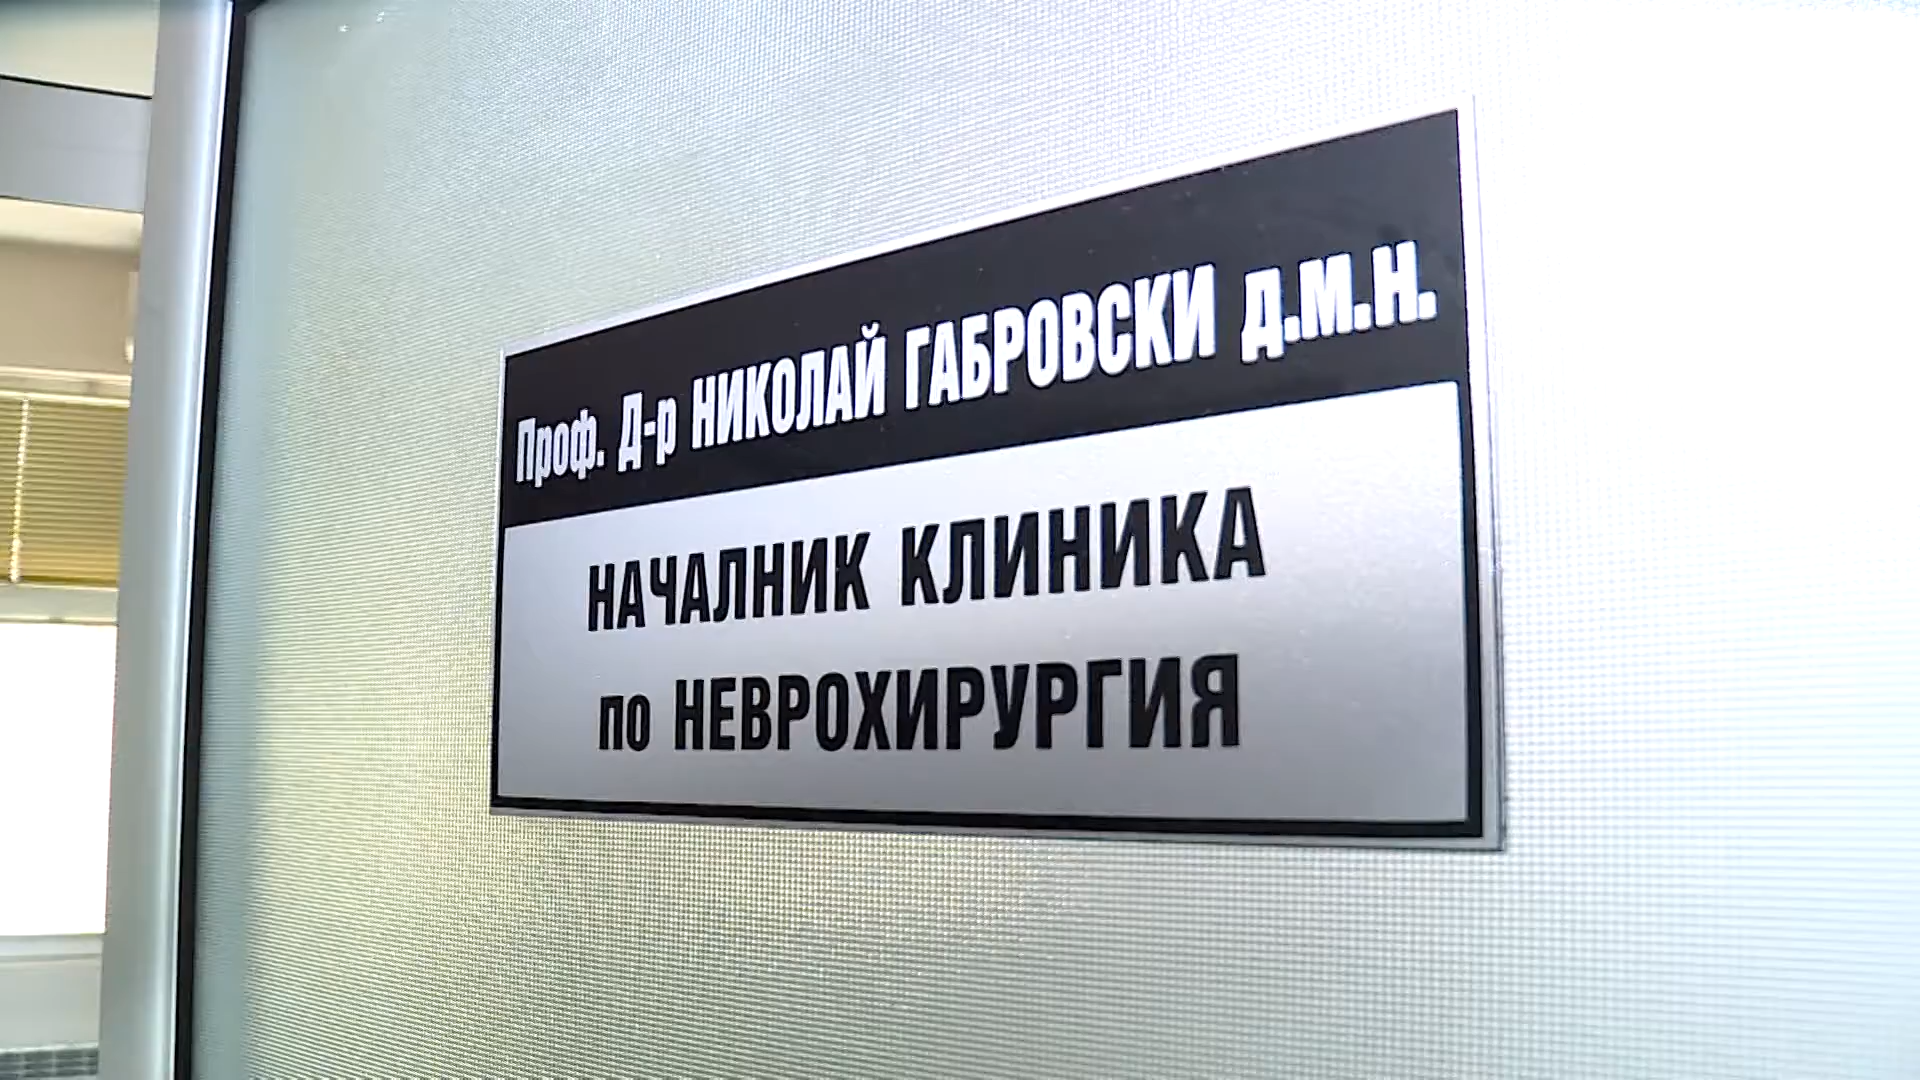 Проф. Д-р НИКОЛАЙ ГАБРОВСКИ д.м.н.
НАЧАЛНИК КЛИНИКА
по НЕВРОХИРУРГИЯ